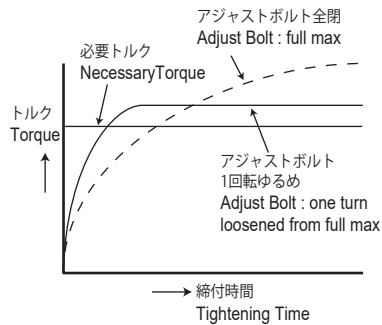 アジャストボルト全閉
Adjust Bolt : full max
必要トルク
NecessaryTorque
トルク
Torque
アジャストボルト
1回転ゆるめ
Adjust Bolt : one turn
loosened from full max
締付時間
Tightening Time